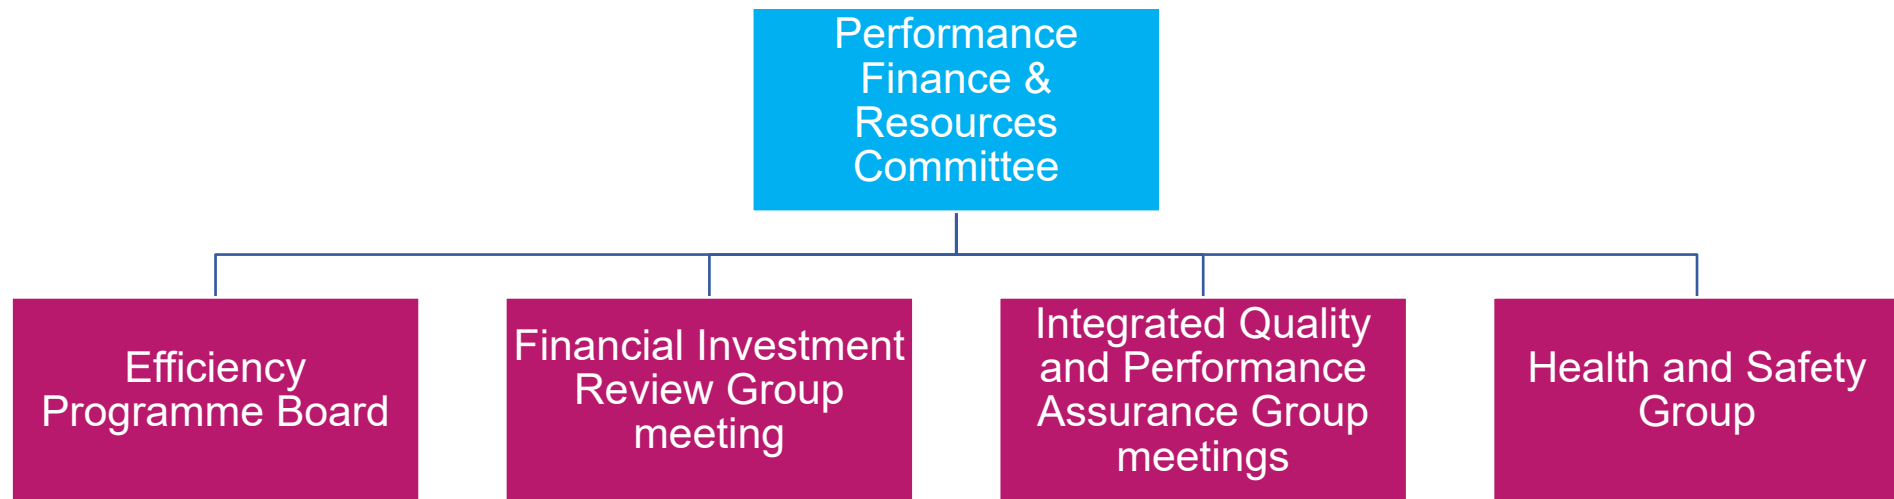 Performance
Finance &
Resources
Committee
Efficiency
Programme Board
Financial Investment
Review Group
meeting
Integrated Quality
and Performance
Assurance Group
meetings
Health and Safety
Group